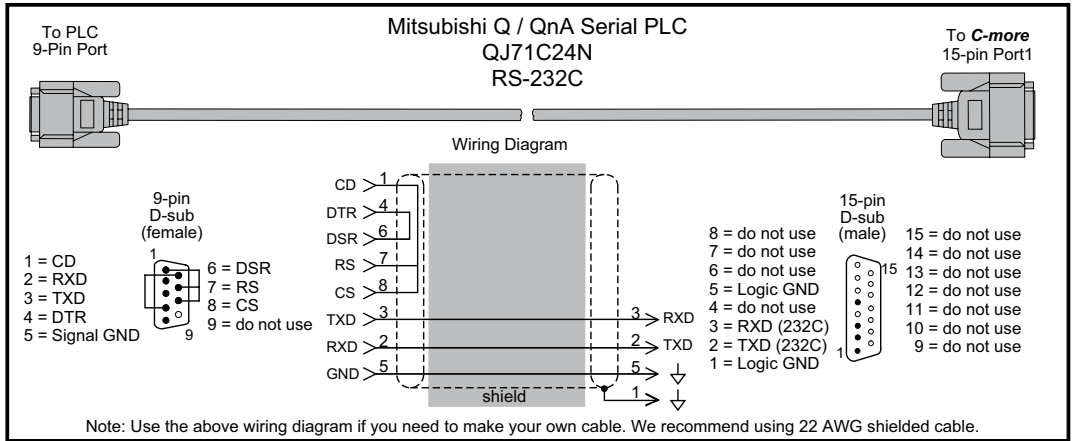 To PLC
9-Pin Port
Mitsubishi Q / QnA Serial PLC
QJ71C24N
RS-232C
To C-more
15-pin Port1
Wiring Diagram
9-pin
D-sub
(female)
1
9
1 = CD
2 = RXD
3 = TXD
4 = DTR
5 = Signal GND
6 = DSR
7 = RS
8 = CS
9 = do not use
CD 1
DTR 4
DSR 6
RS 7
CS 8
TXD 3
RXD 2
GND 5
shield
3 RXD
2 TXD
5
1
8 = do not use
7 = do not use
6 = do not use
5 = Logic GND
4 = do not use
3 = RXD (232C)
2 = TXD (232C)
1 = Logic GND
15-pin
D-sub
(male)
15
1
15 = do not use
14 = do not use
13 = do not use
12 = do not use
11 = do not use
10 = do not use
9 = do not use
Note: Use the above wiring diagram if you need to make your own cable. We recommend using 22 AWG shielded cable.